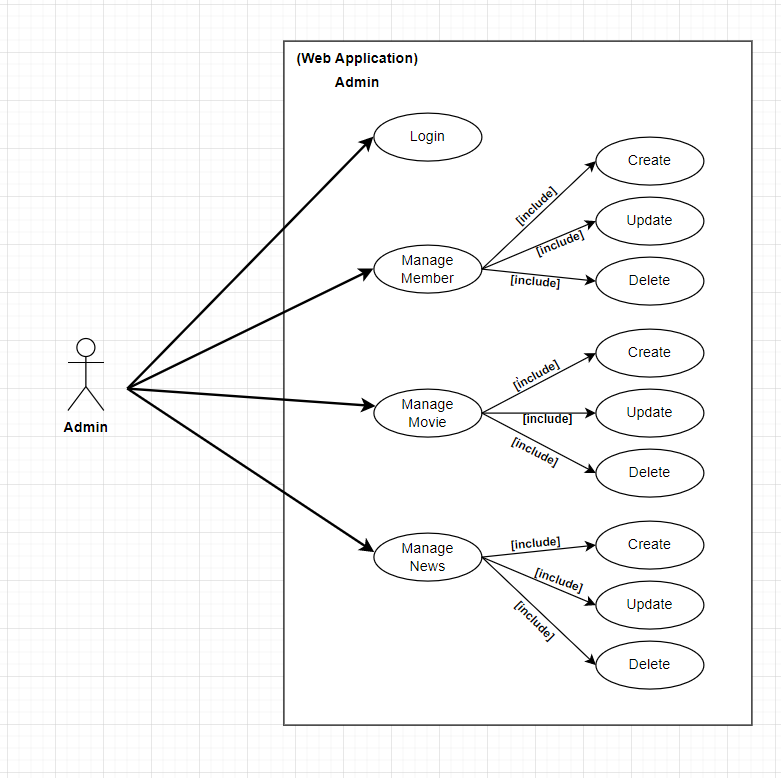 (Web Application)
Admin
Login
Manage
Member
[include]
Create
[include]
Update
[include]
Delete
Admin
Manage
Movie
[include]
Create
[include]
Update
[include]
Delete
Manage
News
[include]
Create
[include]
Update
[include]
Delete